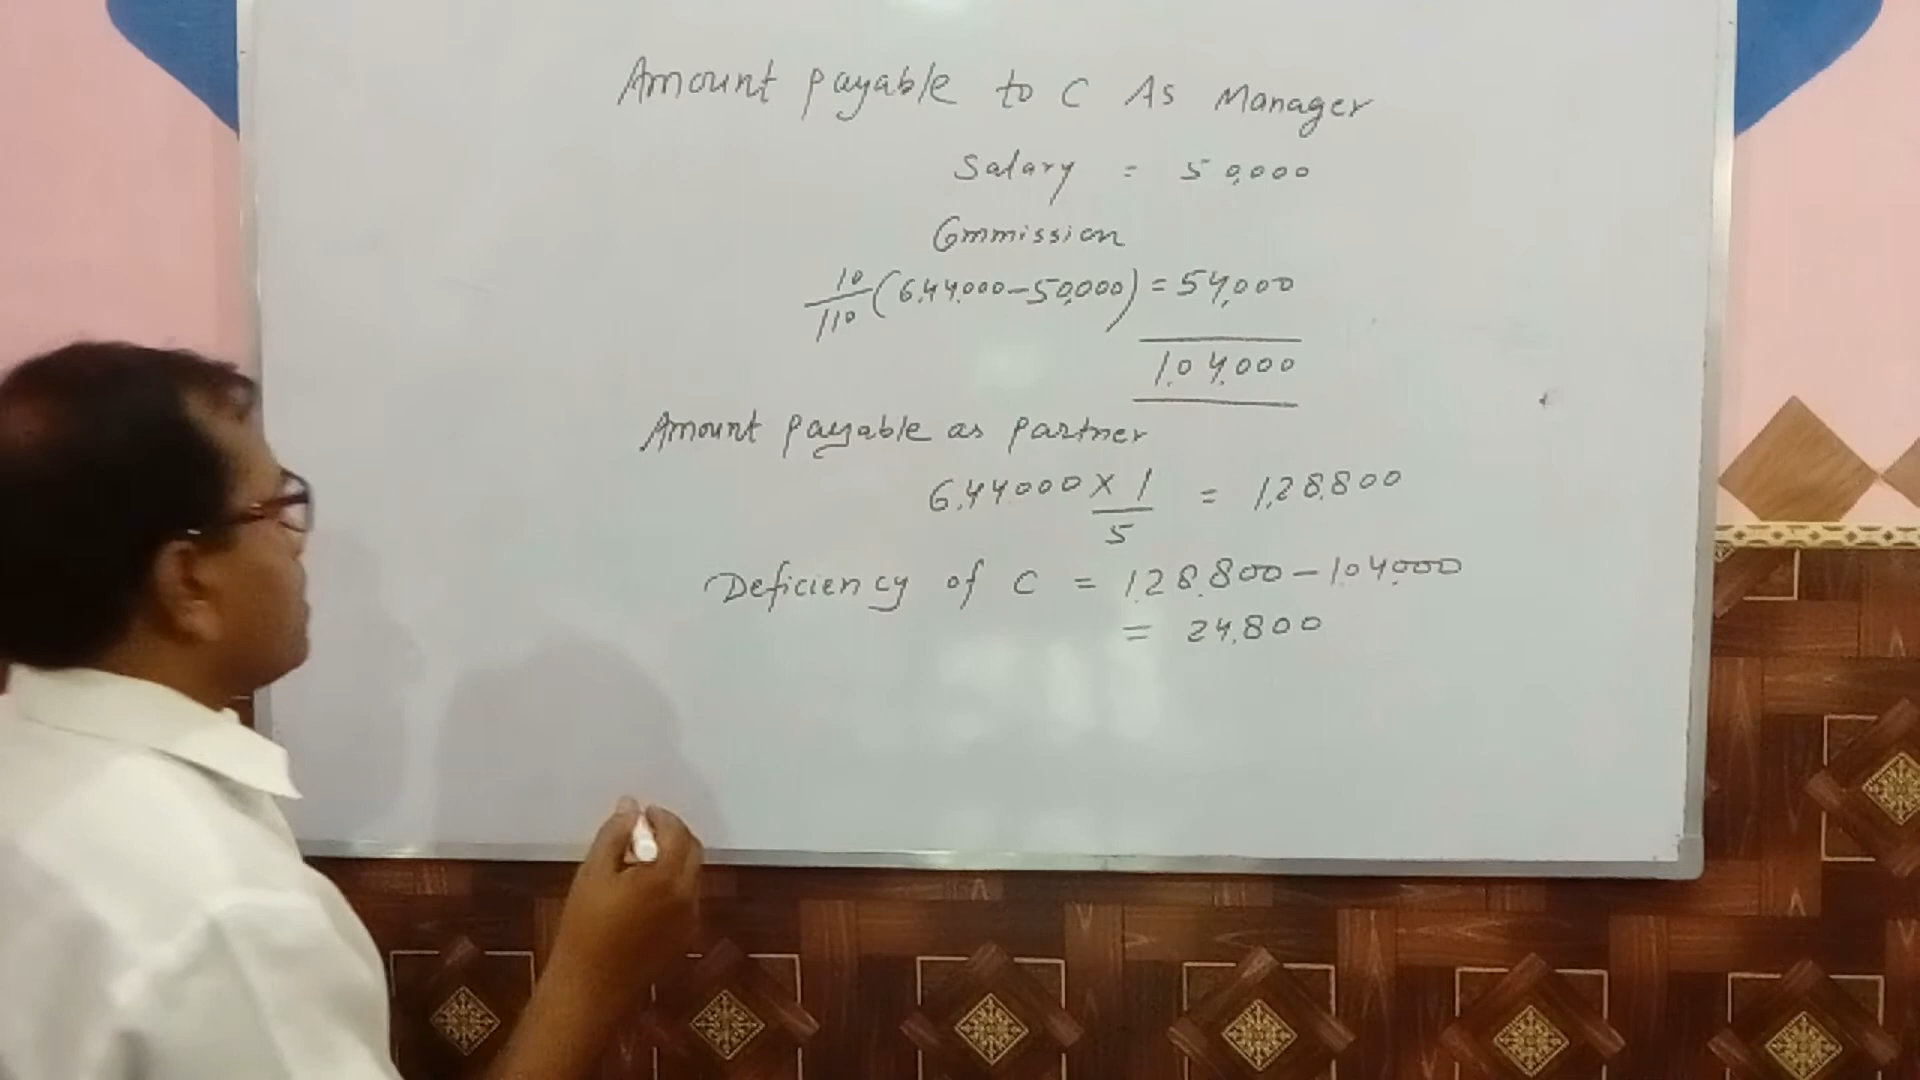 Amount payable to C As Manager
Salary = 50,000
Commission
10/110 (6,44,000-50,000) = 54,000
1,04,000
Amount payable as partner
6,44,000 X 1/5 = 1,28,800
Deficiency of C = 1,28,800-1,04,000
= 24,800